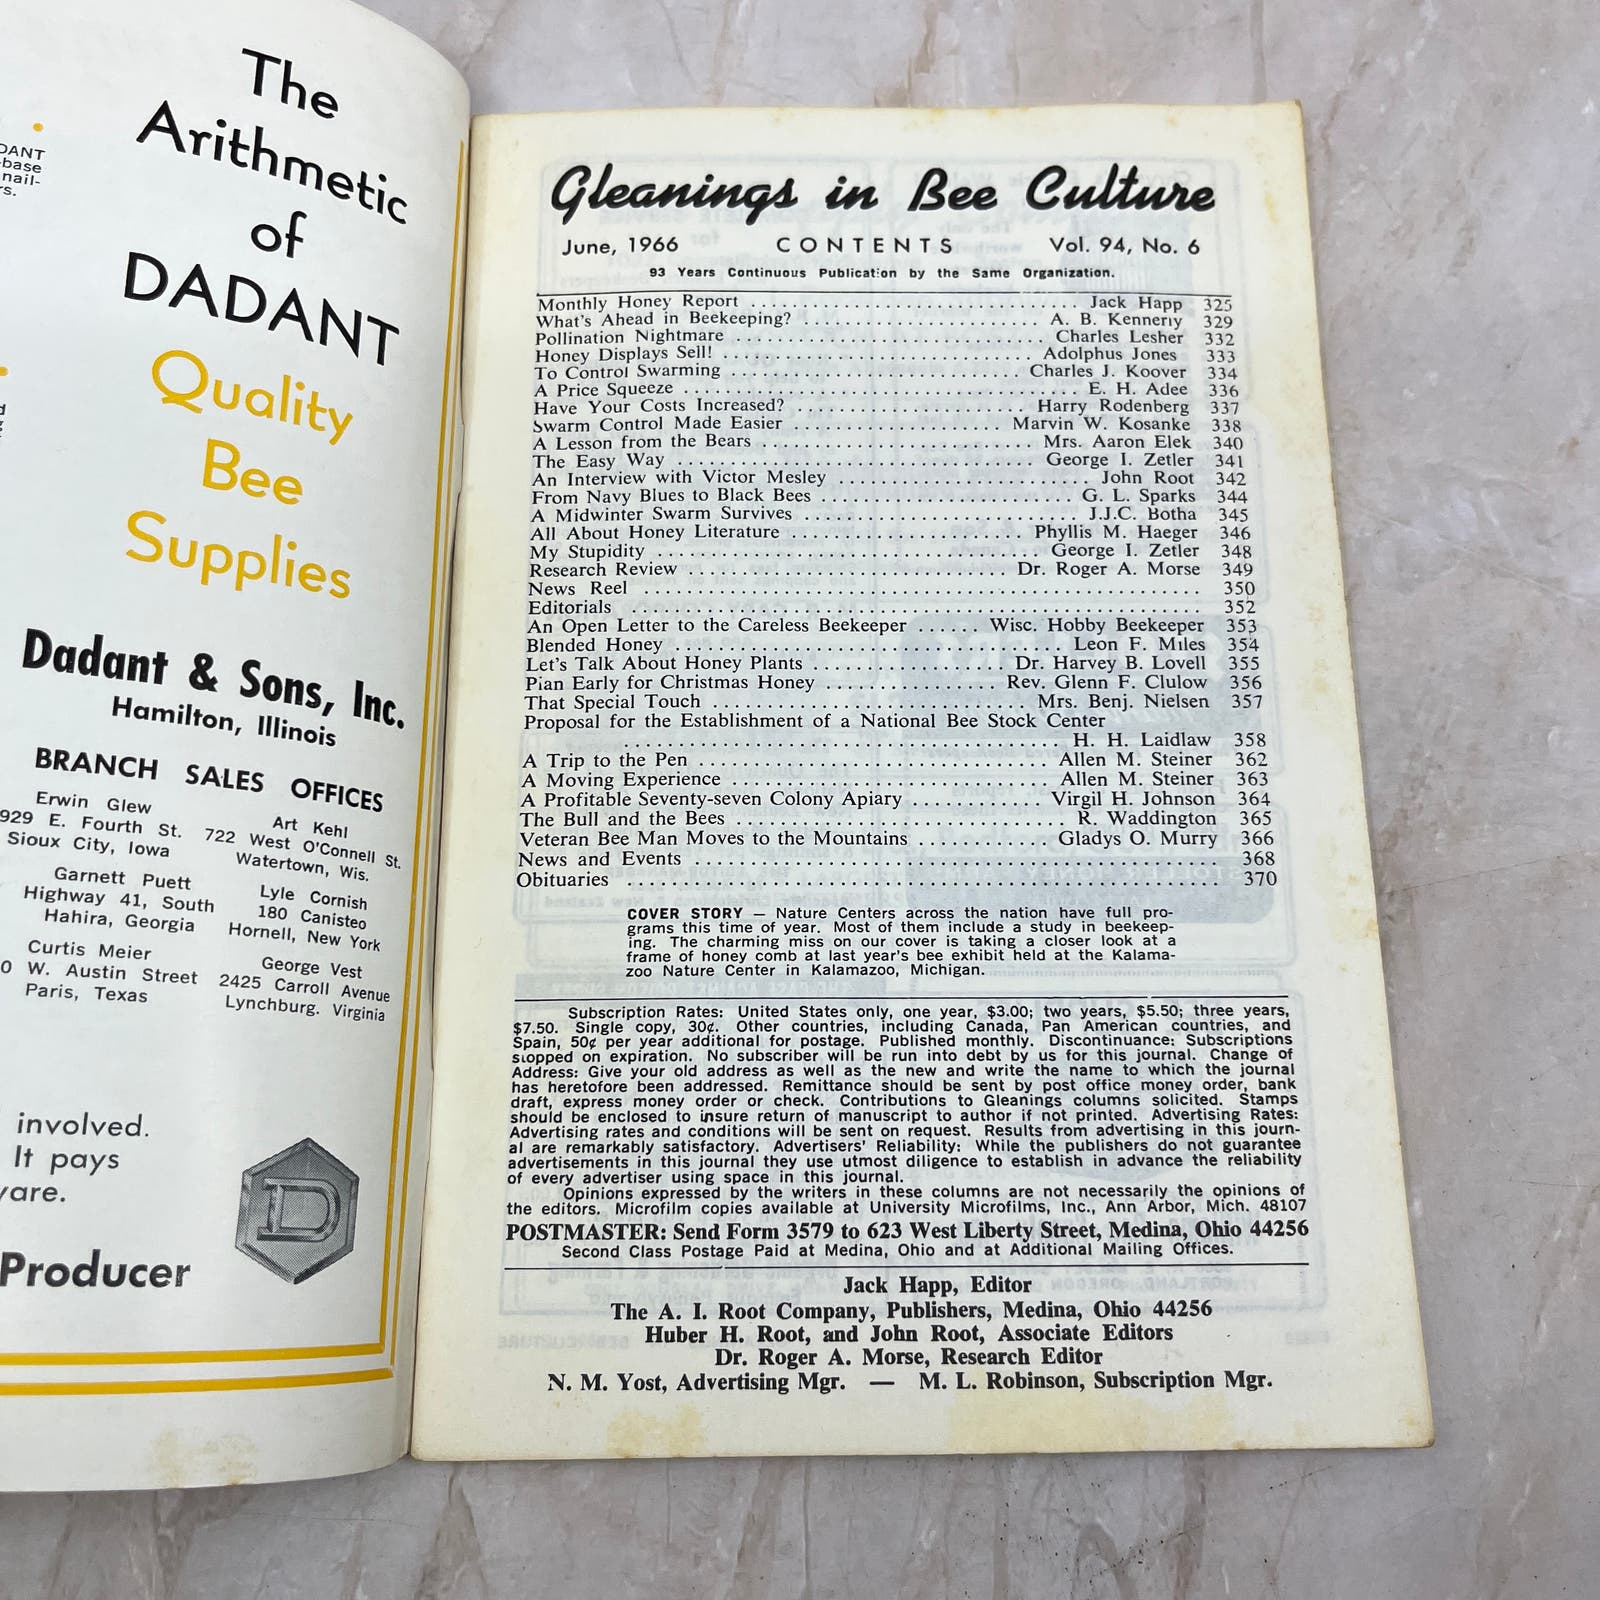 DANT
-base
nail-
rs.
The
Arithmetic
of
DADANT
Quality
Bee
Supplies
Dadant & Sons, Inc.
Hamilton, Illinois
BRANCH SALES OFFICES
Erwin Glew
929 E. Fourth St.
Sioux City, Iowa
Art Kehl
722 West O'Connell St.
Watertown, Wis.
Garnett Puett
Highway 41, South
Hahira, Georgia
Lyle Cornish
180 Canisteo
Hornell, New York
Curtis Meier
0 W. Austin Street
Paris, Texas
George Vest
2425 Carroll Avenue
Lynchburg. Virginia
involved.
It pays
ware.
Producer
D
Gleanings in Bee Culture
June, 1966 CONTENTS Vol. 94, No. 6
93 Years Continuous Publication by the Same Organization.
Monthly Honey Report .................................. Jack Happ 325
What's Ahead in Beekeeping? ........................ A. B. Kennerly 329
Pollination Nightmare ................................. Charles Lesher 332
Honey Displays Sell! ................................. Adolphus Jones 333
To Control Swarming .............................. Charles J. Koover 334
A Price Squeeze ......................................... E. H. Adee 336
Have Your Costs Increased? ....................... Harry Rodenberg 337
Swarm Control Made Easier ....................... Marvin W. Kosanke 338
A Lesson from the Bears ........................... Mrs. Aaron Elek 340
The Easy Way ..................................... George I. Zetler 341
An Interview with Victor Mesley .......................... John Root 342
From Navy Blues to Black Bees .......................... G. L. Sparks 344
A Midwinter Swarm Survives ............................ J.J.C. Botha 345
All About Honey Literature ........................ Phyllis M. Haeger 346
My Stupidity ....................................... George I. Zetler 348
Research Review ................................. Dr. Roger A. Morse 349
News Reel ......................................................... 350
Editorials ........................................................... 352
An Open Letter to the Careless Beekeeper ...... Wisc. Hobby Beekeeper 353
Blended Honey ..................................... Leon F. Miles 354
Let's Talk About Honey Plants .................... Dr. Harvey B. Lovell 355
Plan Early for Christmas Honey ................. Rev. Glenn F. Clulow 356
That Special Touch .............................. Mrs. Benj. Nielsen 357
Proposal for the Establishment of a National Bee Stock Center
............................................ H. H. Laidlaw 358
A Trip to the Pen ................................... Allen M. Steiner 362
A Moving Experience ................................ Allen M. Steiner 363
A Profitable Seventy-seven Colony Apiary ............ Virgil H. Johnson 364
The Bull and the Bees ................................. R. Waddington 365
Veteran Bee Man Moves to the Mountains ............ Gladys O. Murry 366
News and Events .................................................... 368
Obituaries .......................................................... 370
COVER STORY — Nature Centers across the nation have full pro-
grams this time of year. Most of them include a study in beekeep-
ing. The charming miss on our cover is taking a closer look at a
frame of honey comb at last year's bee exhibit held at the Kalama-
zoo Nature Center in Kalamazoo, Michigan.
Subscription Rates: United States only, one year, $3.00; two years, $5.50; three years,
$7.50. Single copy, 30¢. Other countries, including Canada, Pan American countries, and
Spain, 50¢ per year additional for postage. Published monthly. Discontinuance: Subscriptions
stopped on expiration. No subscriber will be run into debt by us for this journal. Change of
Address: Give your old address as well as the new and write the name to which the journal
has heretofore been addressed. Remittance should be sent by post office money order, bank
draft, express money order or check. Contributions to Gleanings columns solicited. Stamps
should be enclosed to insure return of manuscript to author if not printed. Advertising Rates:
Advertising rates and conditions will be sent on request. Results from advertising in this journ-
al are remarkably satisfactory. Advertisers' Reliability: While the publishers do not guarantee
advertisements in this journal they use utmost diligence to establish in advance the reliability
of every advertiser using space in this journal.
Opinions expressed by the writers in these columns are not necessarily the opinions of
the editors. Microfilm copies available at University Microfilms, Inc., Ann Arbor, Mich. 48107
POSTMASTER: Send Form 3579 to 623 West Liberty Street, Medina, Ohio 44256
Second Class Postage Paid at Medina, Ohio and at Additional Mailing Offices.
Jack Happ, Editor
The A. I. Root Company, Publishers, Medina, Ohio 44256
Huber H. Root, and John Root, Associate Editors
Dr. Roger A. Morse, Research Editor
N. M. Yost, Advertising Mgr. — M. L. Robinson, Subscription Mgr.